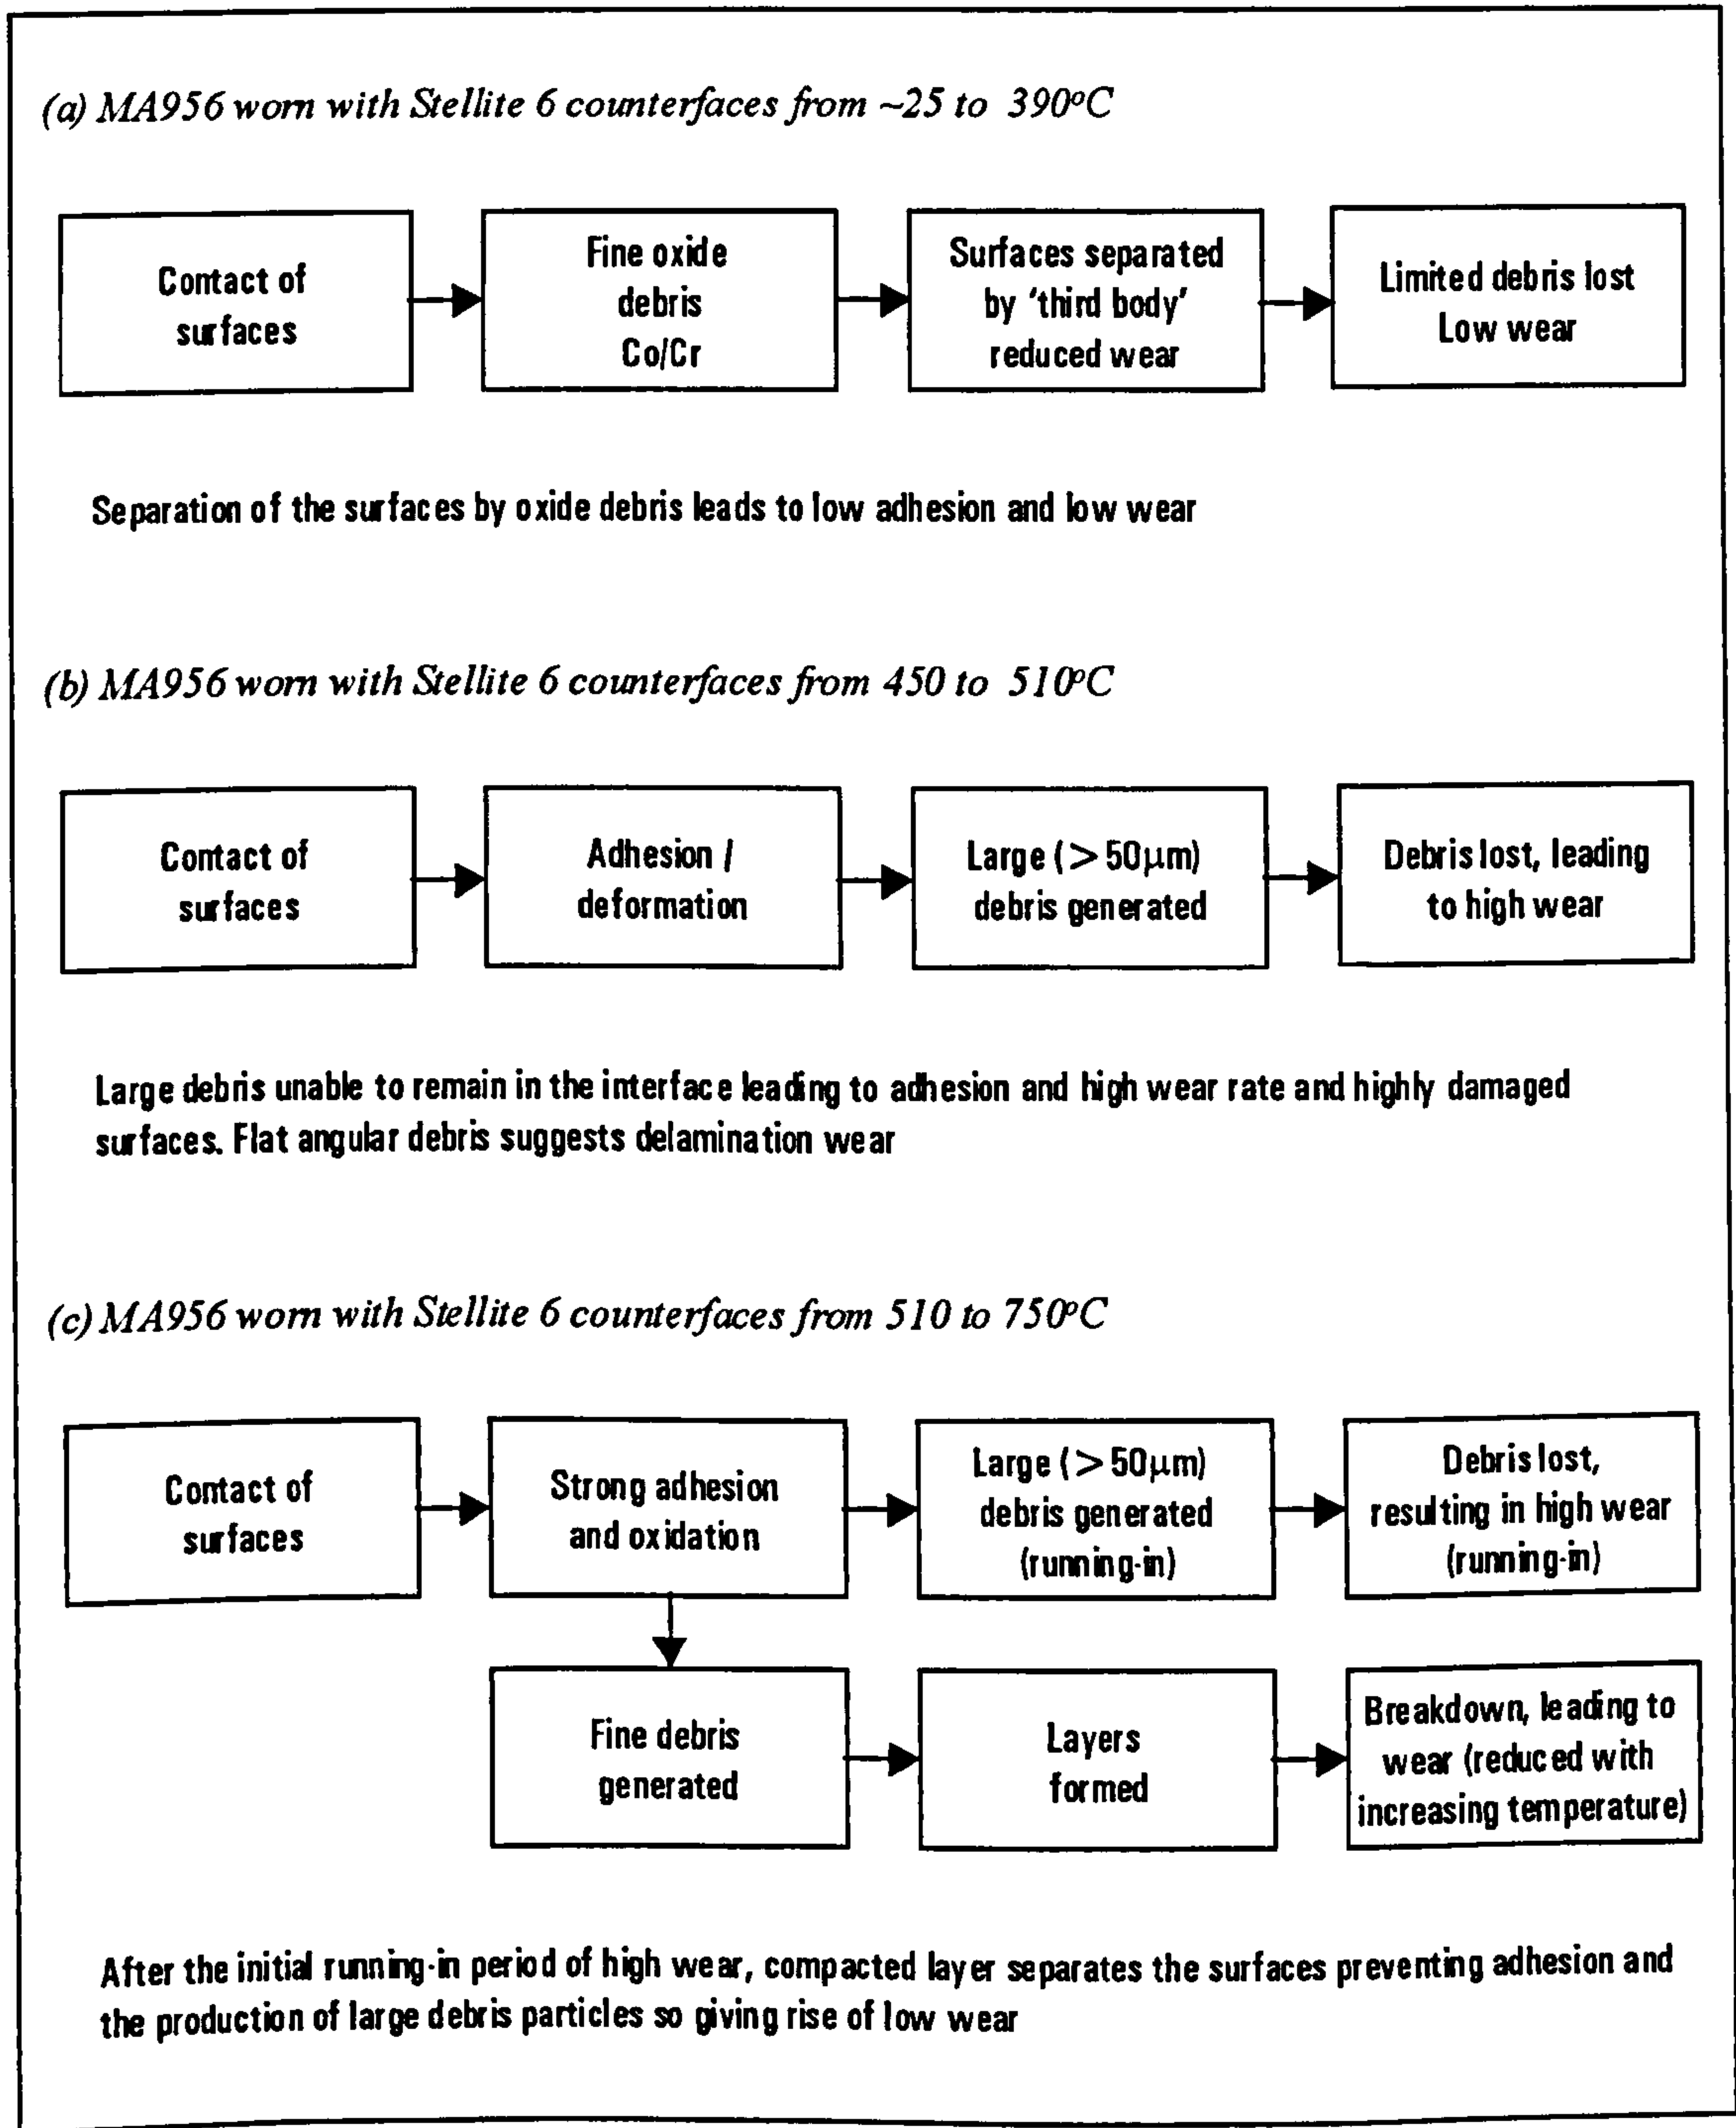 (a) MA956 worn with Stellite 6 counterfaces from ~25 to 390ºC
Contact of
surfaces
Fine oxide
debris
Co/Cr
Surfaces separated
by 'third body'
reduced wear
Limited debris lost
Low wear
Separation of the surfaces by oxide debris leads to low adhesion and low wear
(b) MA956 worn with Stellite 6 counterfaces from 450 to 510ºC
Contact of
surfaces
Adhesion /
deformation
Large (> 50μm)
debris generated
Debris lost, leading
to high wear
Large debris unable to remain in the interface leading to adhesion and high wear rate and highly damaged
surfaces. Flat angular debris suggests delamination wear
(c) MA956 worn with Stellite 6 counterfaces from 510 to 750ºC
Contact of
surfaces
Strong adhesion
and oxidation
Large (> 50μm)
debris generated
(running-in)
Debris lost,
resulting in high wear
(running-in)
Fine debris
generated
Layers
formed
Breakdown, leading to
wear (reduced with
increasing temperature)
After the initial running-in period of high wear, compacted layer separates the surfaces preventing adhesion and
the production of large debris particles so giving rise of low wear